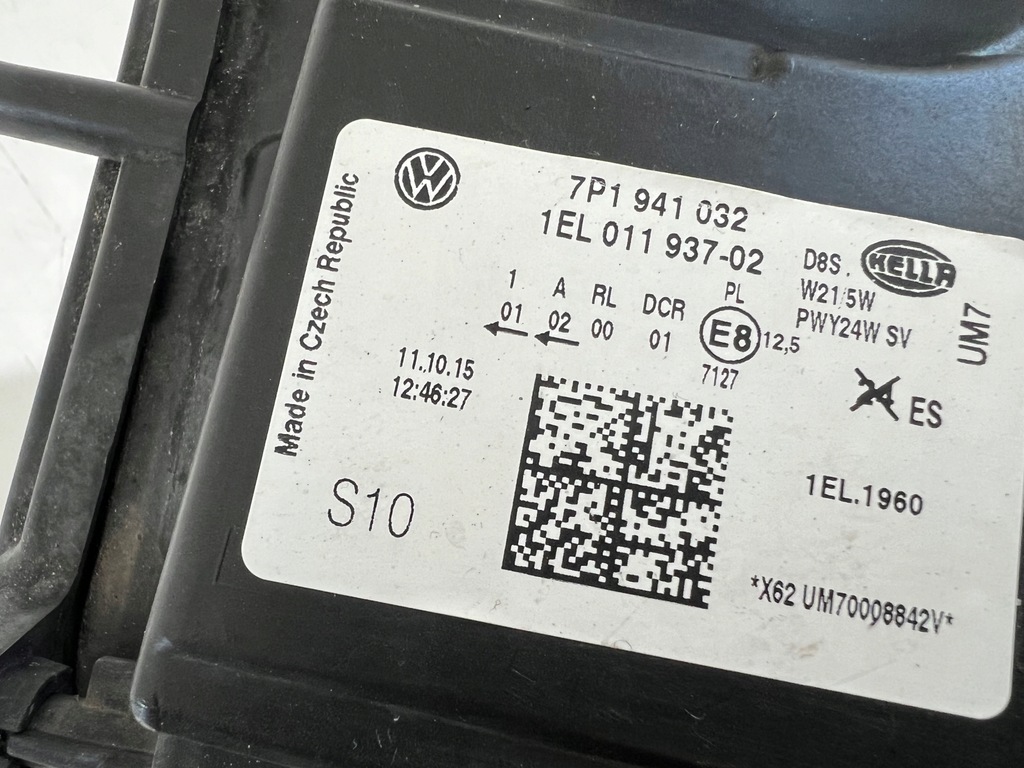 VW
7P1 941 032
1EL 011 937-02
D8S.
HELLA
W21/5W
PWY24W SV
UM7
1 A RL DCR PL
01 02 00 01 E8 12,5
7127
Made in Czech Republic
11.10.15
12:46:27
24 ES
S10
1EL.1960
*X62 UM70008842V*